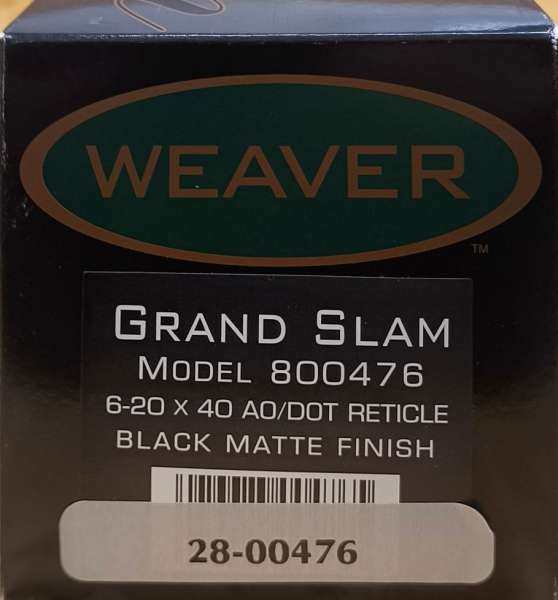 WEAVER
TM
GRAND SLAM
MODEL 800476
6-20 X 40 AO/DOT RETICLE
BLACK MATTE FINISH
28-00476